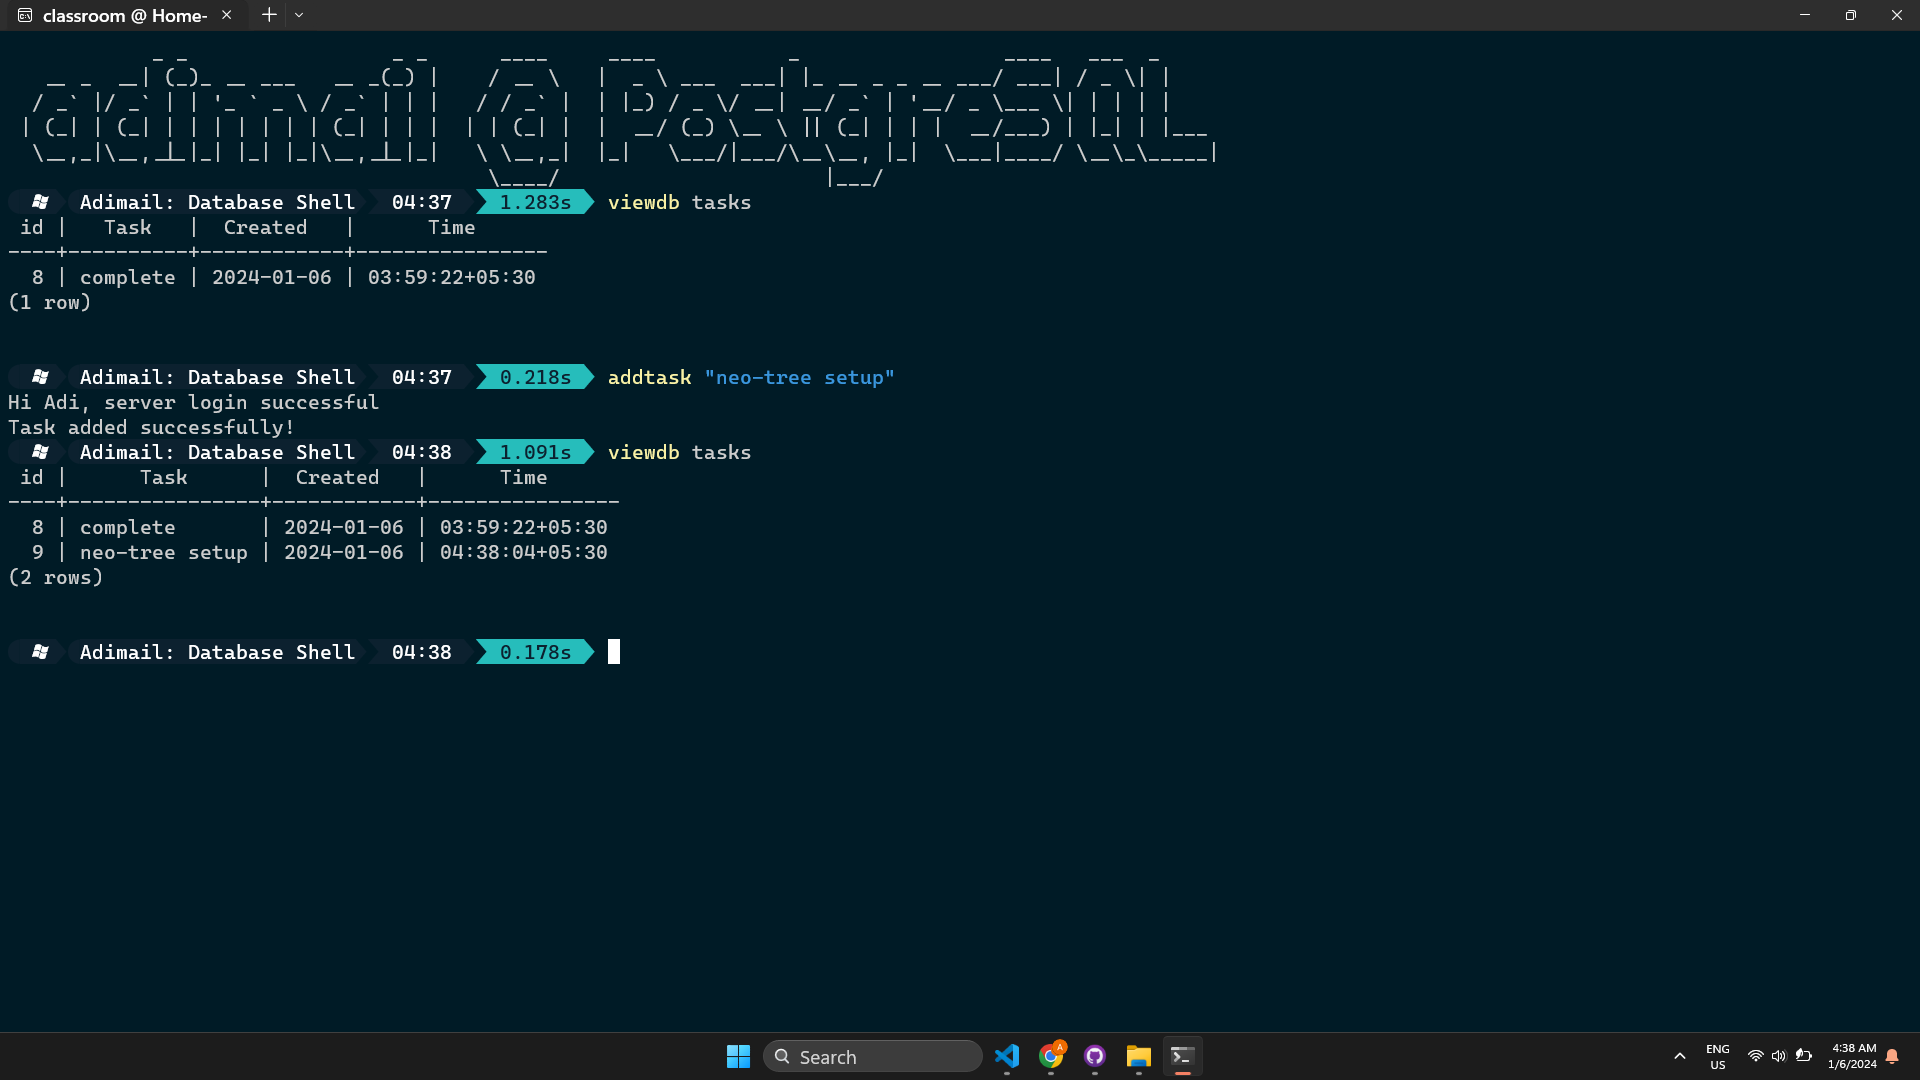 classroom @ Home-
adimail @ PostgreSQL
Adimail: Database Shell 04:37 1.283s viewdb tasks
id | Task | Created | Time
----+----------+------------+----------------
8 | complete | 2024-01-06 | 03:59:22+05:30
(1 row)
Adimail: Database Shell 04:37 0.218s addtask "neo-tree setup"
Hi Adi, server login successful
Task added successfully!
Adimail: Database Shell 04:38 1.091s viewdb tasks
id | Task | Created | Time
----+----------------+------------+----------------
8 | complete | 2024-01-06 | 03:59:22+05:30
9 | neo-tree setup | 2024-01-06 | 04:38:04+05:30
(2 rows)
Adimail: Database Shell 04:38 0.178s
Search
A
ENG
US
4:38 AM
1/6/2024